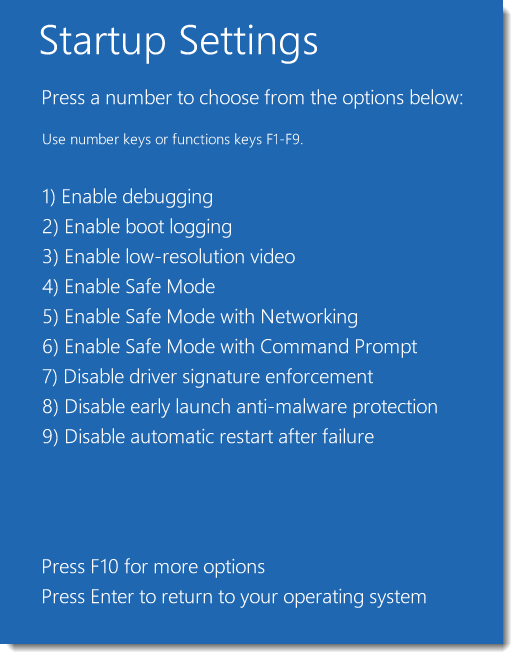 Startup Settings
Press a number to choose from the options below:
Use number keys or functions keys F1-F9.
1) Enable debugging
2) Enable boot logging
3) Enable low-resolution video
4) Enable Safe Mode
5) Enable Safe Mode with Networking
6) Enable Safe Mode with Command Prompt
7) Disable driver signature enforcement
8) Disable early launch anti-malware protection
9) Disable automatic restart after failure
Press F10 for more options
Press Enter to return to your operating system